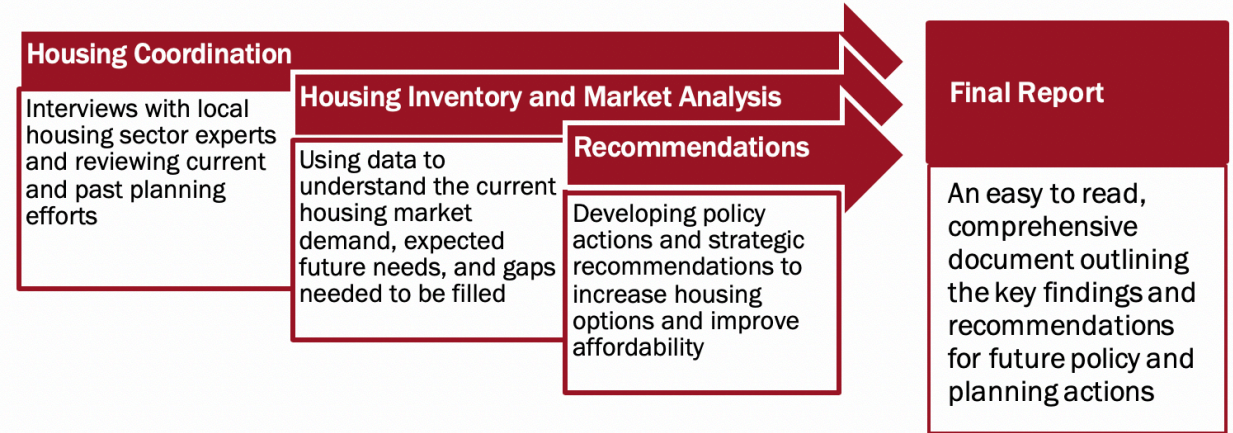 Housing Coordination
Interviews with local
housing sector experts
and reviewing current
and past planning
efforts
Housing Inventory and Market Analysis
Using data to
understand the current
housing market
demand, expected
future needs, and gaps
needed to be filled
Recommendations
Developing policy
actions and strategic
recommendations to
increase housing
options and improve
affordability
Final Report
An easy to read,
comprehensive
document outlining
the key findings and
recommendations
for future policy and
planning actions